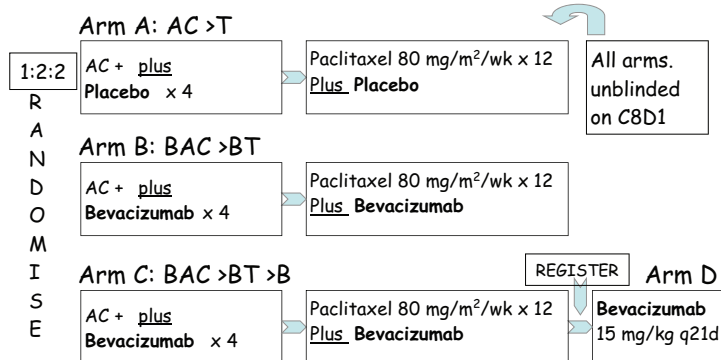 Arm A: AC >T
1:2:2
RANDOMISE
AC + plus
Placebo x 4
Paclitaxel 80 mg/m²/wk x 12
Plus Placebo
All arms.
unblinded
on C8D1
Arm B: BAC >BT
AC + plus
Bevacizumab x 4
Paclitaxel 80 mg/m²/wk x 12
Plus Bevacizumab
Arm C: BAC >BT >B
REGISTER
Arm D
AC + plus
Bevacizumab x 4
Paclitaxel 80 mg/m²/wk x 12
Plus Bevacizumab
Bevacizumab
15 mg/kg q21d